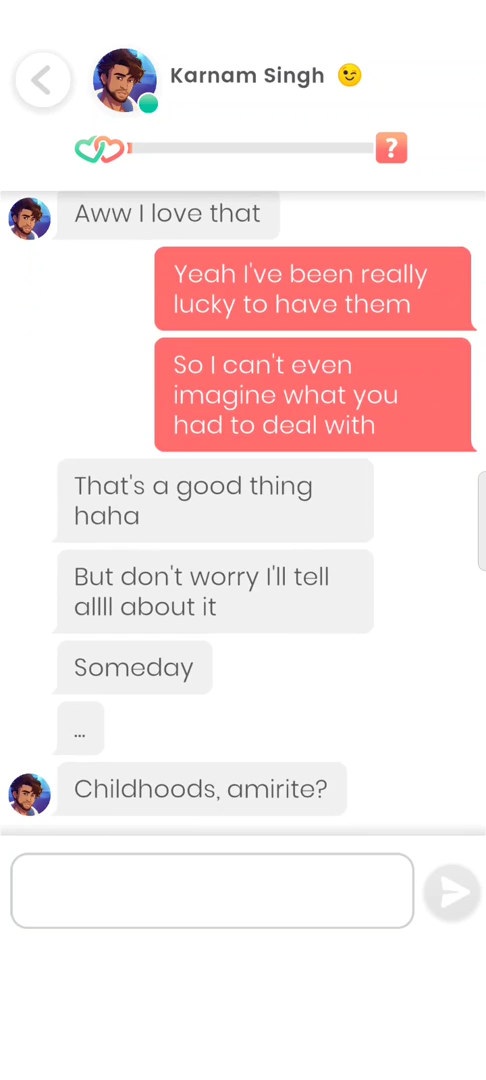 Karnam Singh 😉
?
Aww I love that
Yeah I've been really
lucky to have them
So I can't even
imagine what you
had to deal with
That's a good thing
haha
But don't worry I'll tell
allll about it
Someday
...
Childhoods, amirite?